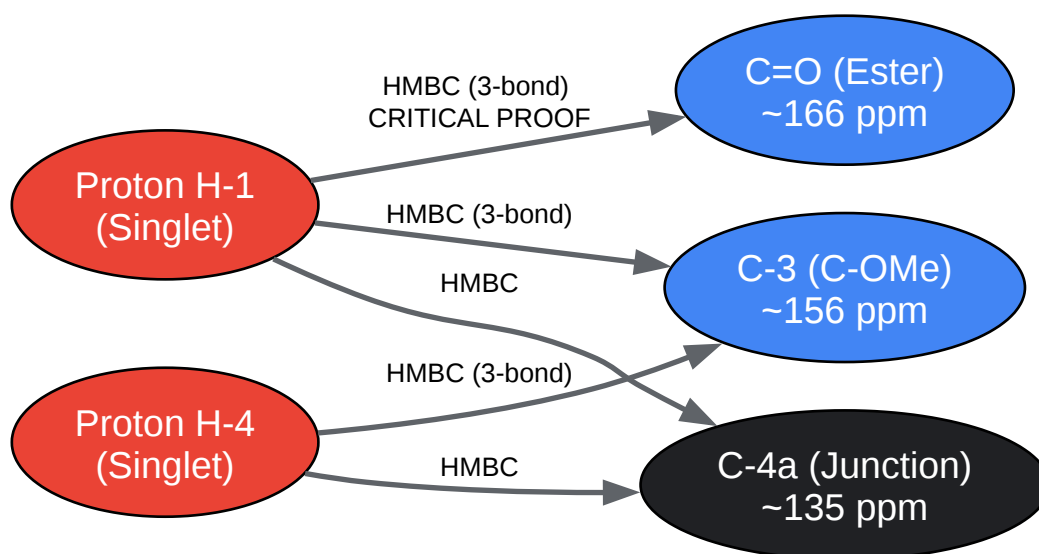 HMBC (3-bond)
CRITICAL PROOF
C=O (Ester)
~166 ppm
Proton H-1
(Singlet)
HMBC (3-bond)
HMBC
C-3 (C-OMe)
~156 ppm
HMBC (3-bond)
Proton H-4
(Singlet)
HMBC
C-4a (Junction)
~135 ppm